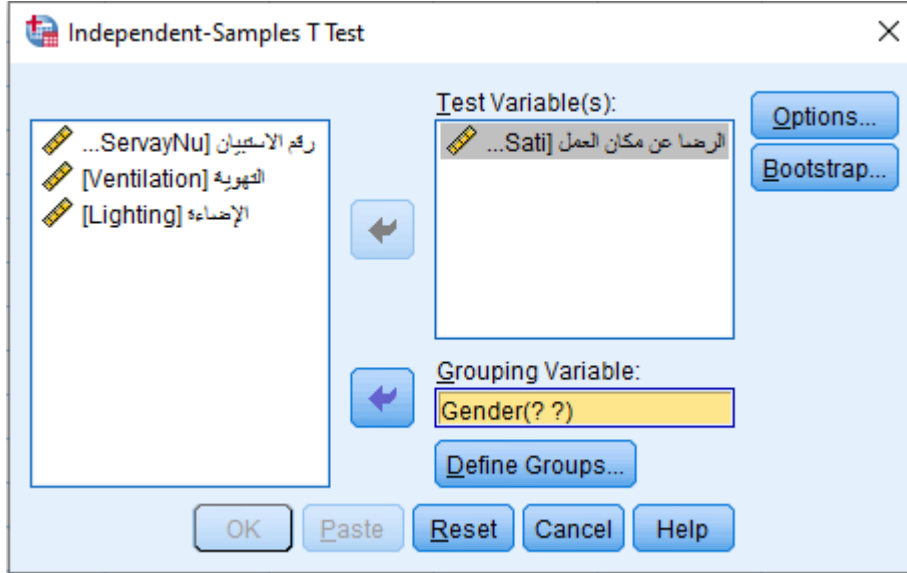 Independent-Samples T Test
رقم الاستبيان [ServayNu...
التهوية [Ventilation]
الإضاءة [Lighting]
Test Variable(s):
الرضا عن مكان العمل [Sati...
Options...
Bootstrap...
Grouping Variable:
Gender(? ?)
Define Groups...
OK
Paste
Reset
Cancel
Help